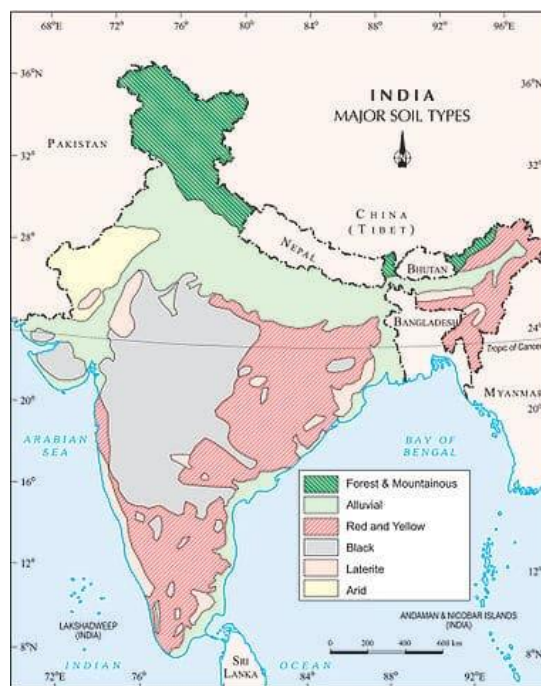 68°E 72° 76° 80° 84° 88° 92° 96°E
36°N
36°N
INDIA
MAJOR SOIL TYPES
N
PAKISTAN
32°
32°
CHINA
(TIBET)
28°
28°
NEPAL
BHUTAN
BANGLADESH
24°
Tropic of Cancer
MYANMAR
20°
20°
ARABIAN
SEA
BAY OF
BENGAL
16°
16°
Forest & Mountainous
Alluvial
Red and Yellow
Black
Laterite
Arid
12°
12°
LAKSHADWEEP
(INDIA)
ANDAMAN & NICOBAR ISLANDS
(INDIA)
0 200 400 600 km
8°N
8°N
SRI
LANKA
INDIAN OCEAN
72°E 76° 80° 84° 88° 92°E